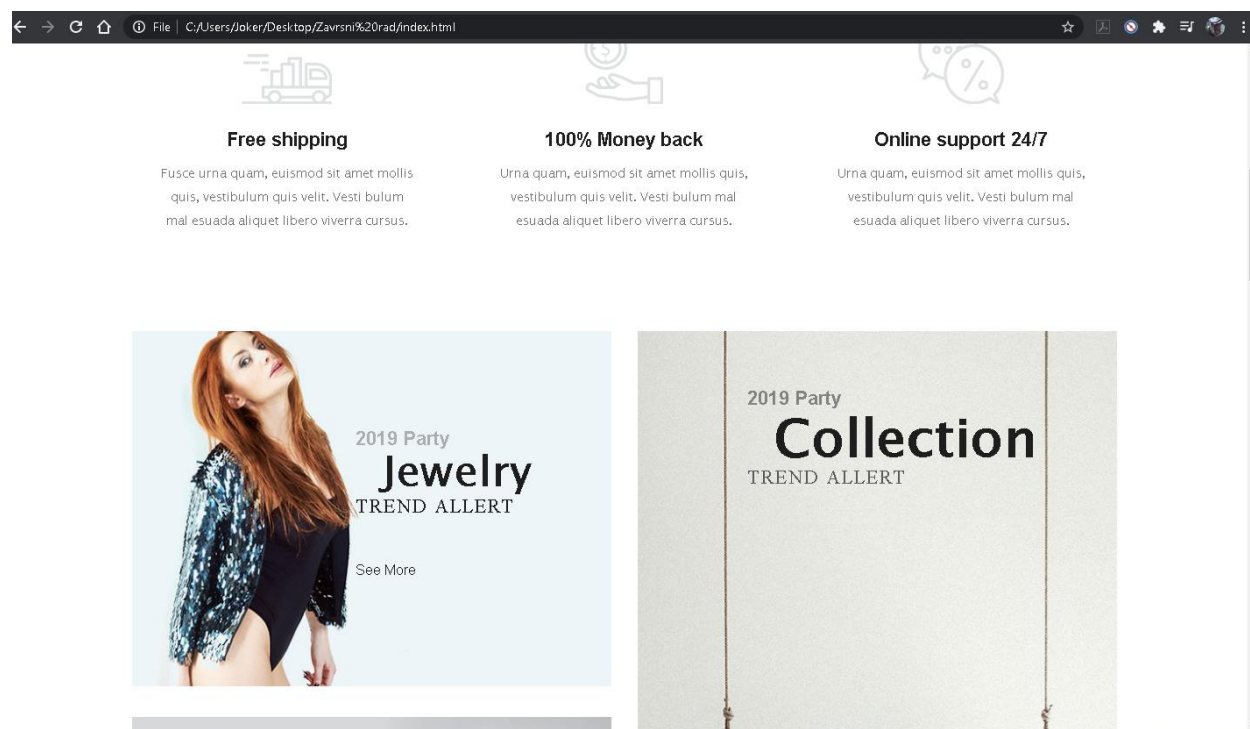 File | C:/Users/Joker/Desktop/Zavrsni%20rad/index.html
Free shipping
Fusce urna quam, euismod sit amet mollis
quis, vestibulum quis velit. Vesti bulum
mal esuada aliquet libero viverra cursus.
100% Money back
Urna quam, euismod sit amet mollis quis,
vestibulum quis velit. Vesti bulum mal
esuada aliquet libero viverra cursus.
Online support 24/7
Urna quam, euismod sit amet mollis quis,
vestibulum quis velit. Vesti bulum mal
esuada aliquet libero viverra cursus.
2019 Party
Jewelry
TREND ALLERT
See More
2019 Party
Collection
TREND ALLERT